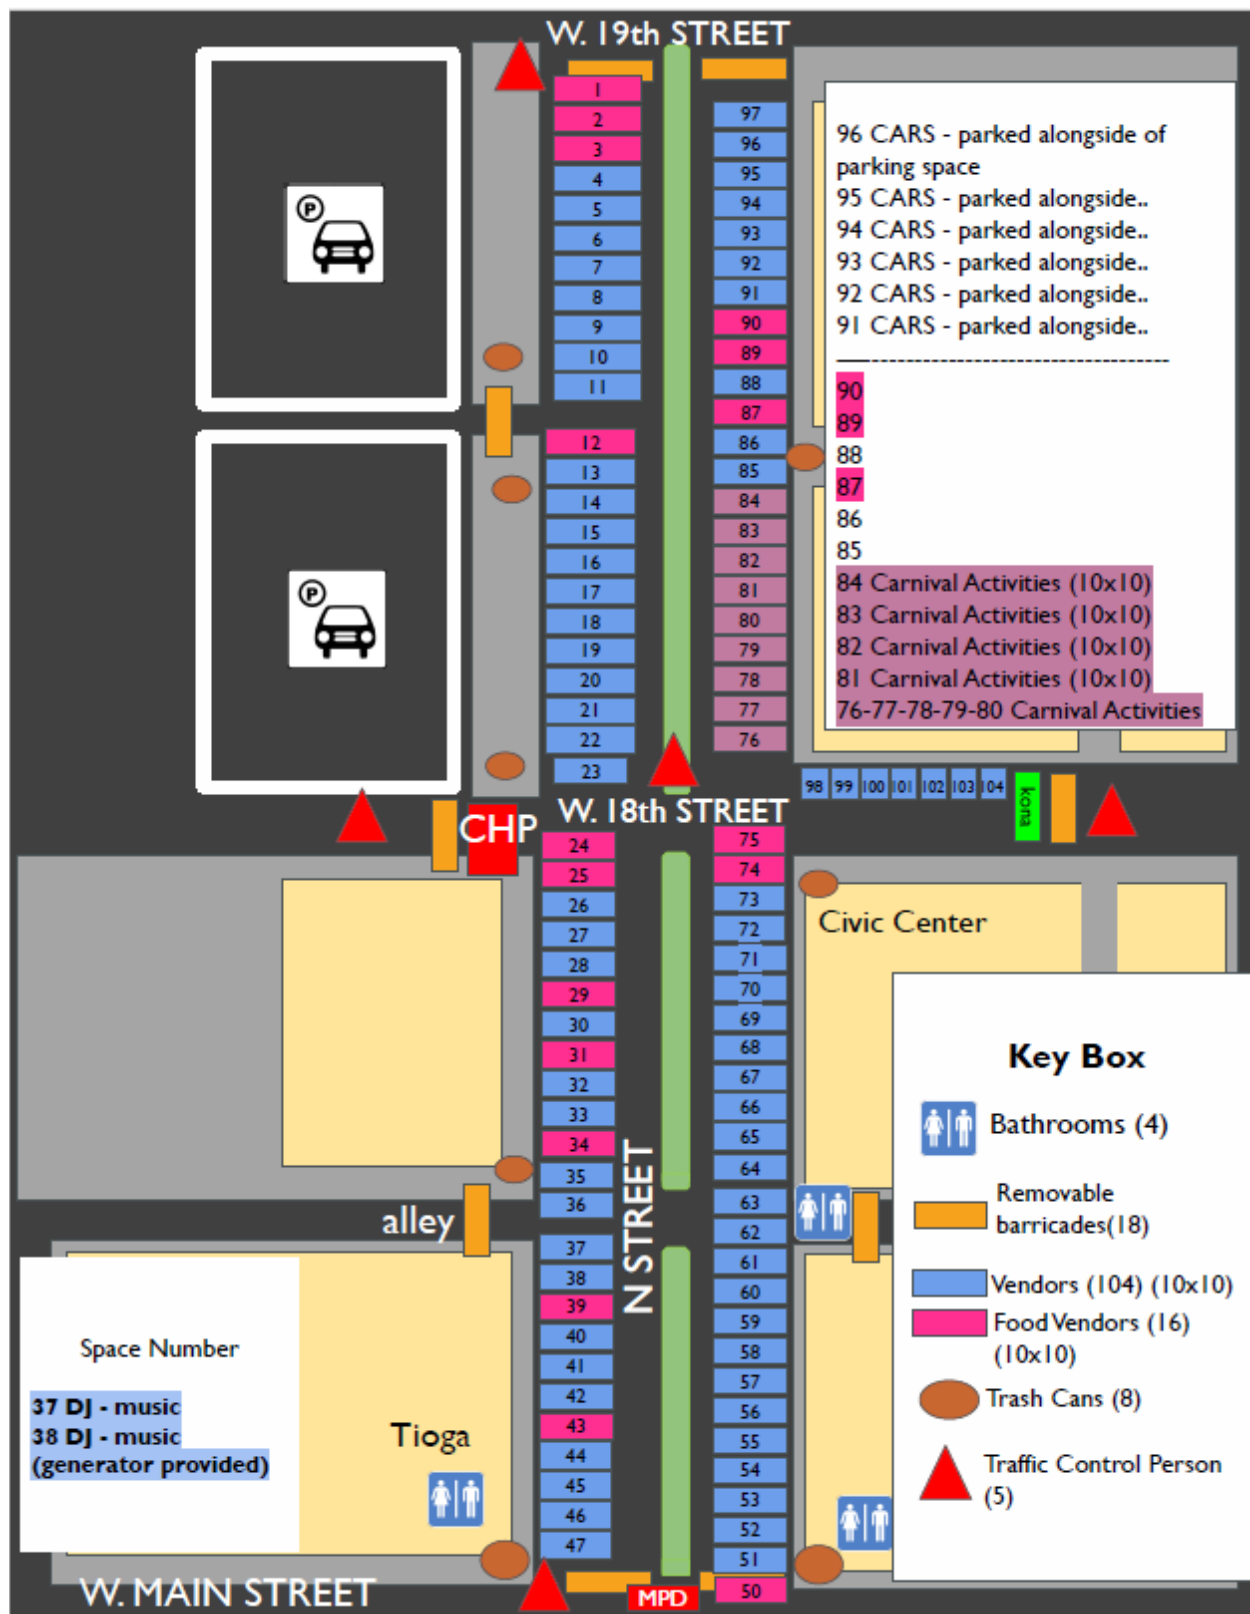 W. 19th STREET
1
2
3
4
5
6
7
8
9
10
11
12
13
14
15
16
17
18
19
20
21
22
23
97
96
95
94
93
92
91
90
89
88
87
86
85
84
83
82
81
80
79
78
77
76
P
P
96 CARS - parked alongside of
parking space
95 CARS - parked alongside..
94 CARS - parked alongside..
93 CARS - parked alongside..
92 CARS - parked alongside..
91 CARS - parked alongside..
--------------------------------------
90
89
88
87
86
85
84 Carnival Activities (10x10)
83 Carnival Activities (10x10)
82 Carnival Activities (10x10)
81 Carnival Activities (10x10)
76-77-78-79-80 Carnival Activities
98 99 100 101 102 103 104
kona
W. 18th STREET
CHP
24
25
26
27
28
29
30
31
32
33
34
35
36
37
38
39
40
41
42
43
44
45
46
47
75
74
73
72
71
70
69
68
67
66
65
64
63
62
61
60
59
58
57
56
55
54
53
52
51
50
N STREET
Civic Center
alley
Key Box
Bathrooms (4)
Removable
barricades(18)
Vendors (104) (10x10)
Food Vendors (16)
(10x10)
Trash Cans (8)
Traffic Control Person
(5)
Space Number
37 DJ - music
38 DJ - music
(generator provided)
Tioga
W. MAIN STREET
MPD